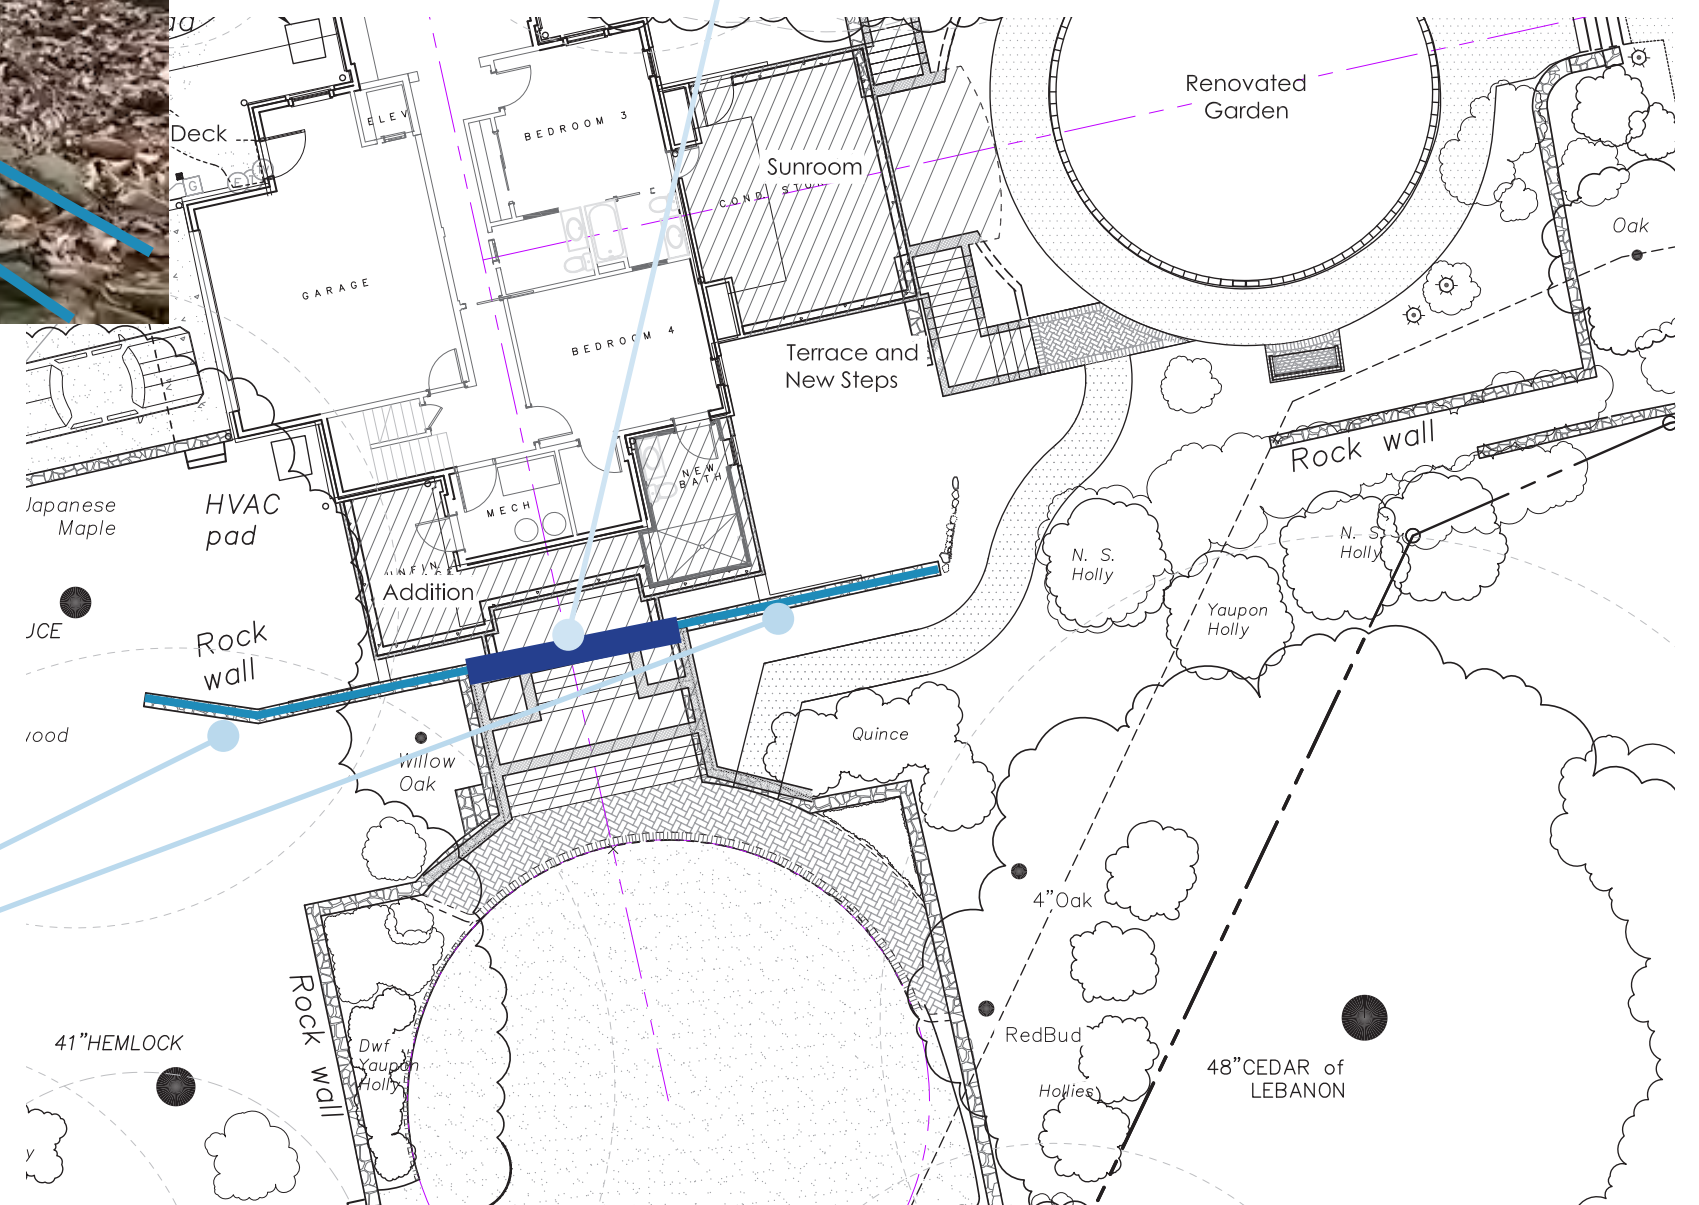 Deck
ELEV
BEDROOM 3
Renovated
Garden
Sunroom
Oak
GARAGE
BEDROOM 4
Terrace and
New Steps
Rock wall
Japanese
Maple
HVAC
pad
NEW
BATH
MECH
N. S.
Holly
N. S.
Holly
Yaupon
Holly
Addition
Rock
wall
Quince
Willow
Oak
4"Oak
RedBud
Hollies
Rock wall
Dwf
Yaupon
Holly
41"HEMLOCK
48"CEDAR of
LEBANON